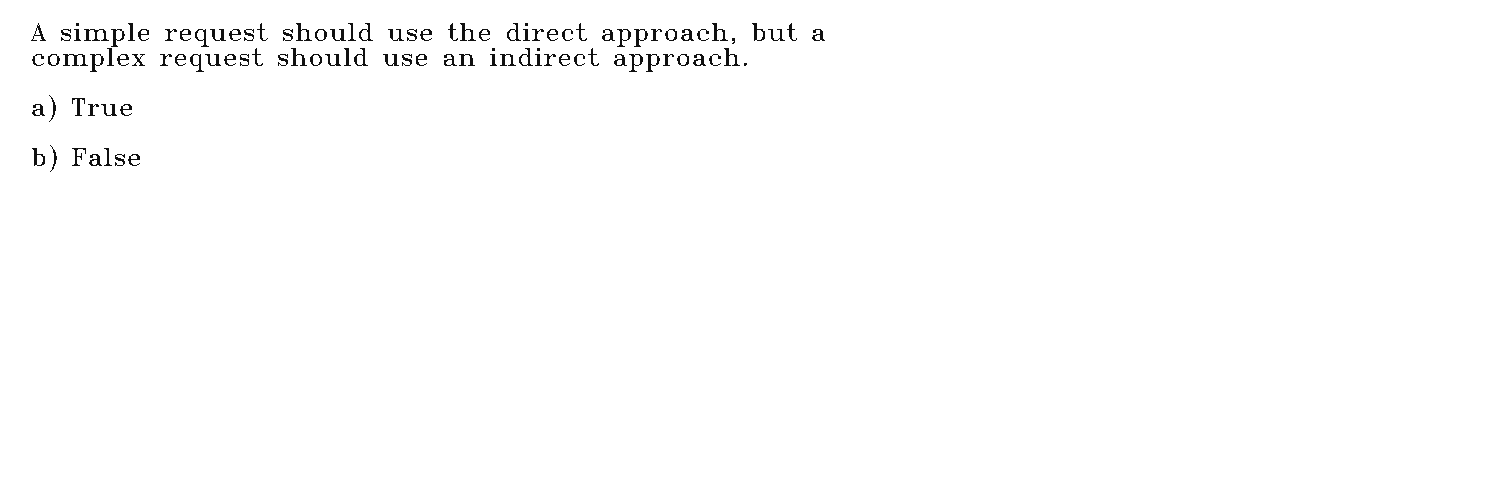 A simple request should use the direct approach, but a
complex request should use an indirect approach.
a) True
b) False